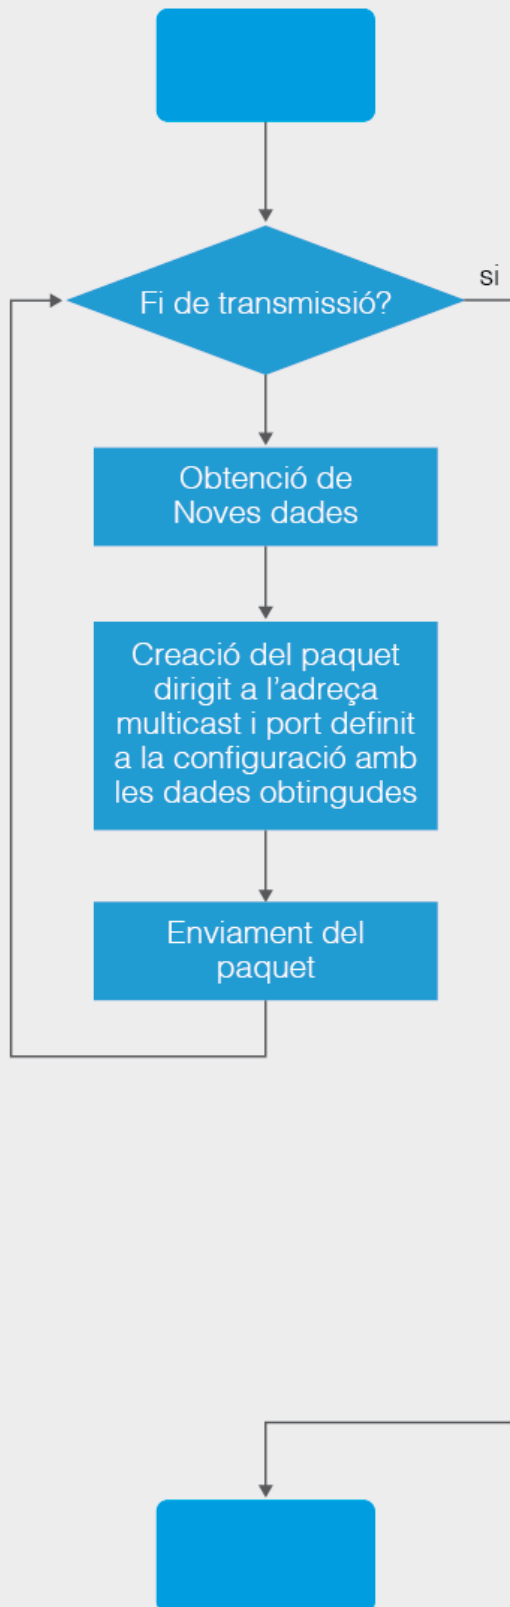 si
Fi de transmissió?
Obtenció de
Noves dades
Creació del paquet
dirigit a l'adreça
multicast i port definit
a la configuració amb
les dades obtingudes
Enviament del
paquet